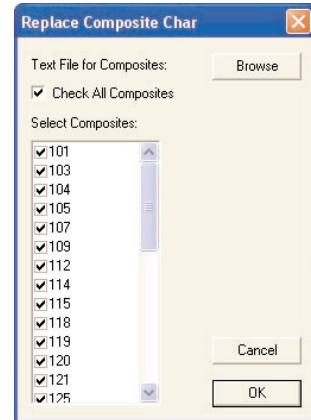 Replace Composite Char
Text File for Composites:
Browse
Check All Composites
Select Composites:
101
103
104
105
107
109
112
114
115
118
119
120
121
125
Cancel
OK